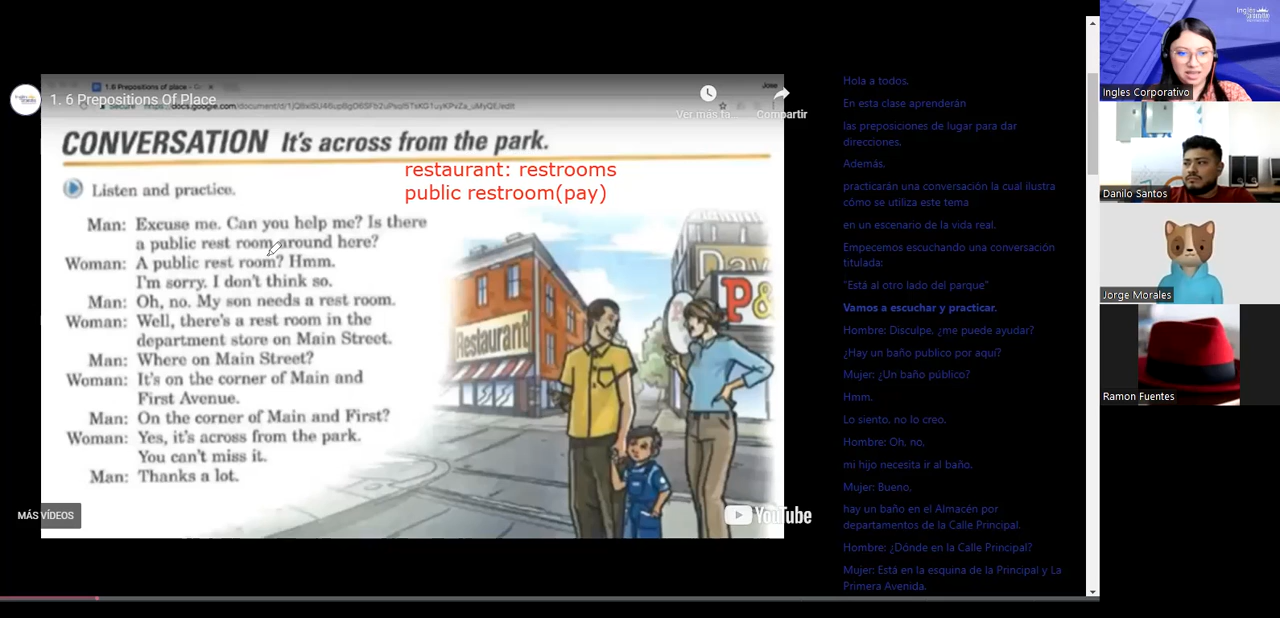 1.6 Prepositions of place
1. 6 Prepositions Of Place
Jose
Ver más ta
Compartir
CONVERSATION It's across from the park.
restaurant: restrooms
public restroom(pay)
Listen and practice.
Man: Excuse me. Can you help me? Is there
a public rest room around here?
Woman: A public rest room? Hmm.
I'm sorry. I don't think so.
Man: Oh, no. My son needs a rest room.
Woman: Well, there's a rest room in the
department store on Main Street.
Man: Where on Main Street?
Woman: It's on the corner of Main and
First Avenue.
Man: On the corner of Main and First?
Woman: Yes, it's across from the park.
You can't miss it.
Man: Thanks a lot.
Restaurant
Dav
P&
MÁS VÍDEOS
YouTube
Hola a todos.
En esta clase aprenderán
las preposiciones de lugar para dar
direcciones.
Además.
practicarán una conversación la cual ilustra
cómo se utiliza este tema
en un escenario de la vida real.
Empecemos escuchando una conversación
titulada:
"Está al otro lado del parque"
Vamos a escuchar y practicar.
Hombre: Disculpe, ¿me puede ayudar?
¿Hay un baño publico por aquí?
Mujer: ¿Un baño público?
Hmm.
Lo siento, no lo creo.
Hombre: Oh, no.
mi hijo necesita ir al baño.
Mujer: Bueno.
hay un baño en el Almacén por
departamentos de la Calle Principal.
Hombre: ¿Dónde en la Calle Principal?
Mujer: Está en la esquina de la Principal y La
Primera Avenida.
Ingles Corporativo
Danilo Santos
Jorge Morales
Ramon Fuentes